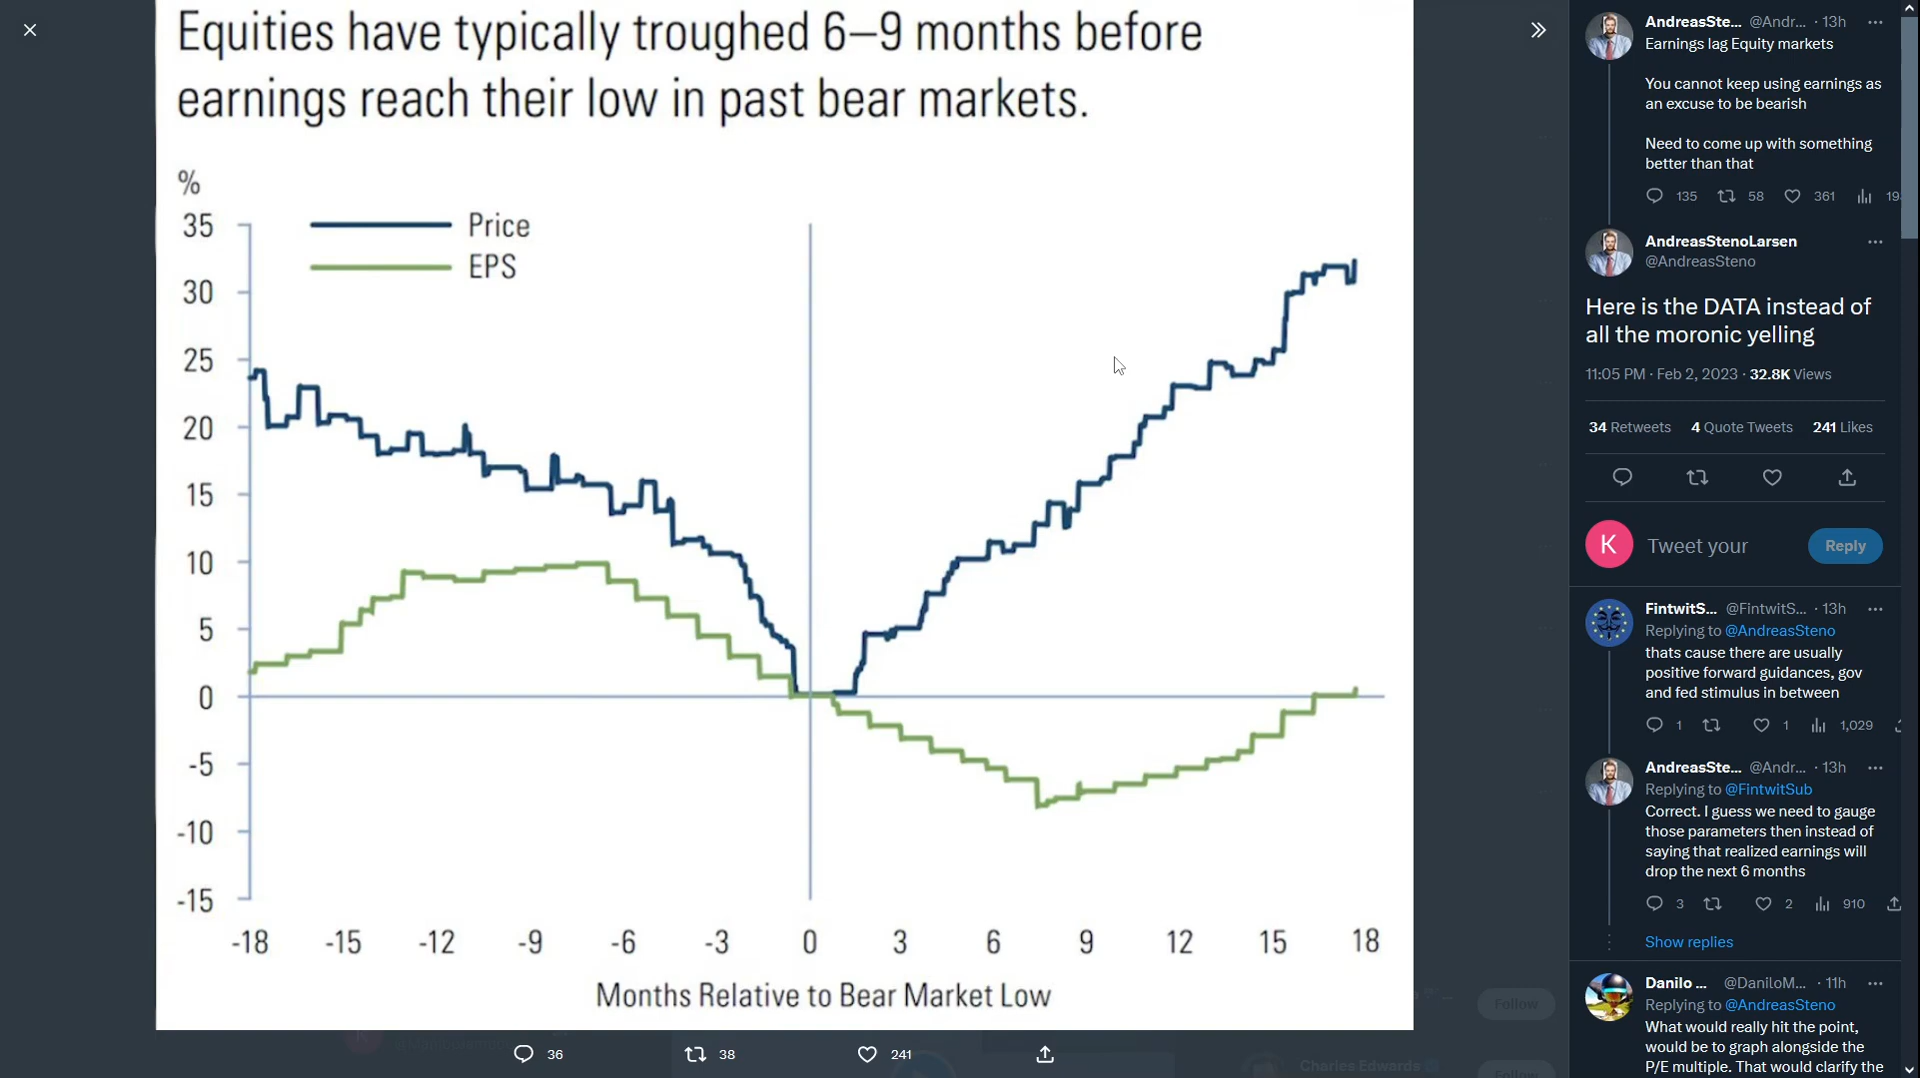 Equities have typically troughed 6–9 months before
earnings reach their low in past bear markets.
%
35
30
25
20
15
10
5
0
-5
-10
-15
Price
EPS
-18 -15 -12 -9 -6 -3 0 3 6 9 12 15 18
Months Relative to Bear Market Low
36 38 241
AndreasSte... @Andr... · 13h
Earnings lag Equity markets
You cannot keep using earnings as
an excuse to be bearish
Need to come up with something
better than that
135 58 361 19
AndreasStenoLarsen
@AndreasSteno
Here is the DATA instead of
all the moronic yelling
11:05 PM · Feb 2, 2023 · 32.8K Views
34 Retweets 4 Quote Tweets 241 Likes
K
Tweet your
Reply
FintwitS... @FintwitS... · 13h
Replying to @AndreasSteno
thats cause there are usually
positive forward guidances, gov
and fed stimulus in between
1 1 1,029
AndreasSte... @Andr... · 13h
Replying to @FintwitSub
Correct. I guess we need to gauge
those parameters then instead of
saying that realized earnings will
drop the next 6 months
3 2 910
Show replies
Danilo ... @DaniloM... · 11h
Replying to @AndreasSteno
What would really hit the point,
would be to graph alongside the
P/E multiple. That would clarify the
Follow
Charles Edwards
Follow